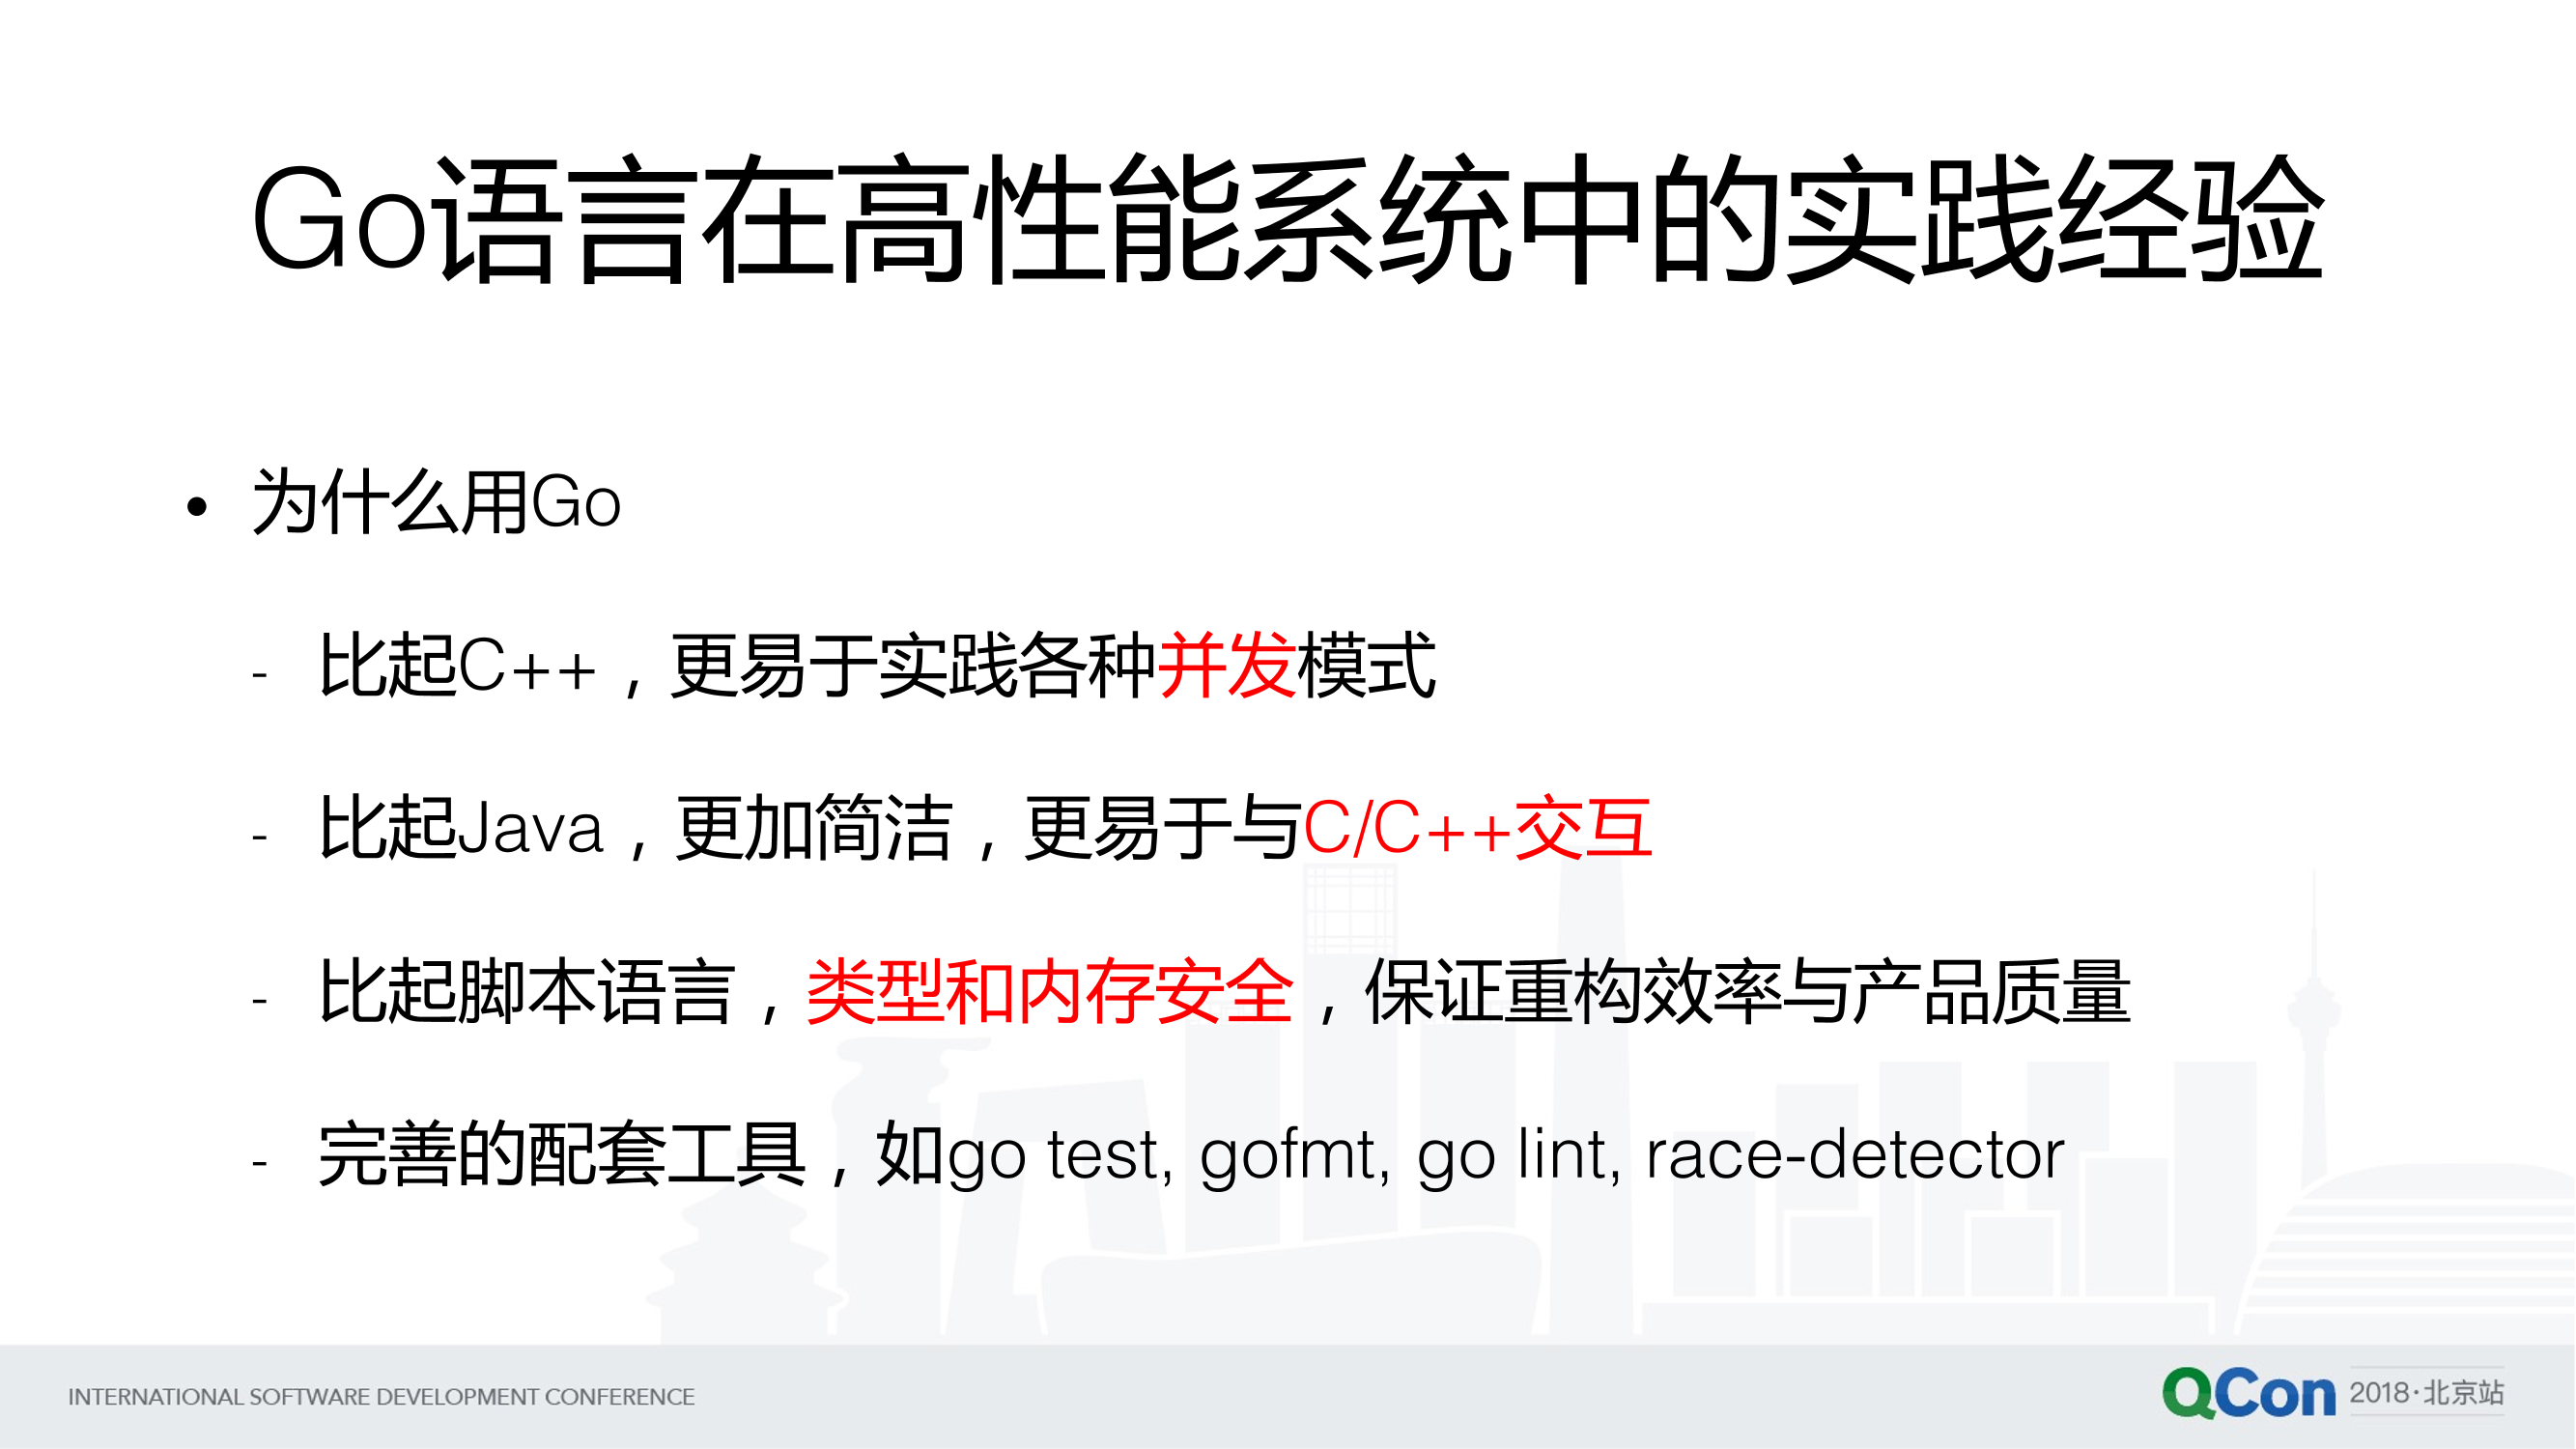 Go语言在高性能系统中的实践经验
• 为什么用Go
- 比起C++，更易于实践各种并发模式
- 比起Java，更加简洁，更易于与C/C++交互
- 比起脚本语言，类型和内存安全，保证重构效率与产品质量
- 完善的配套工具，如go test, gofmt, go lint, race-detector
INTERNATIONAL SOFTWARE DEVELOPMENT CONFERENCE
QCon 2018·北京站